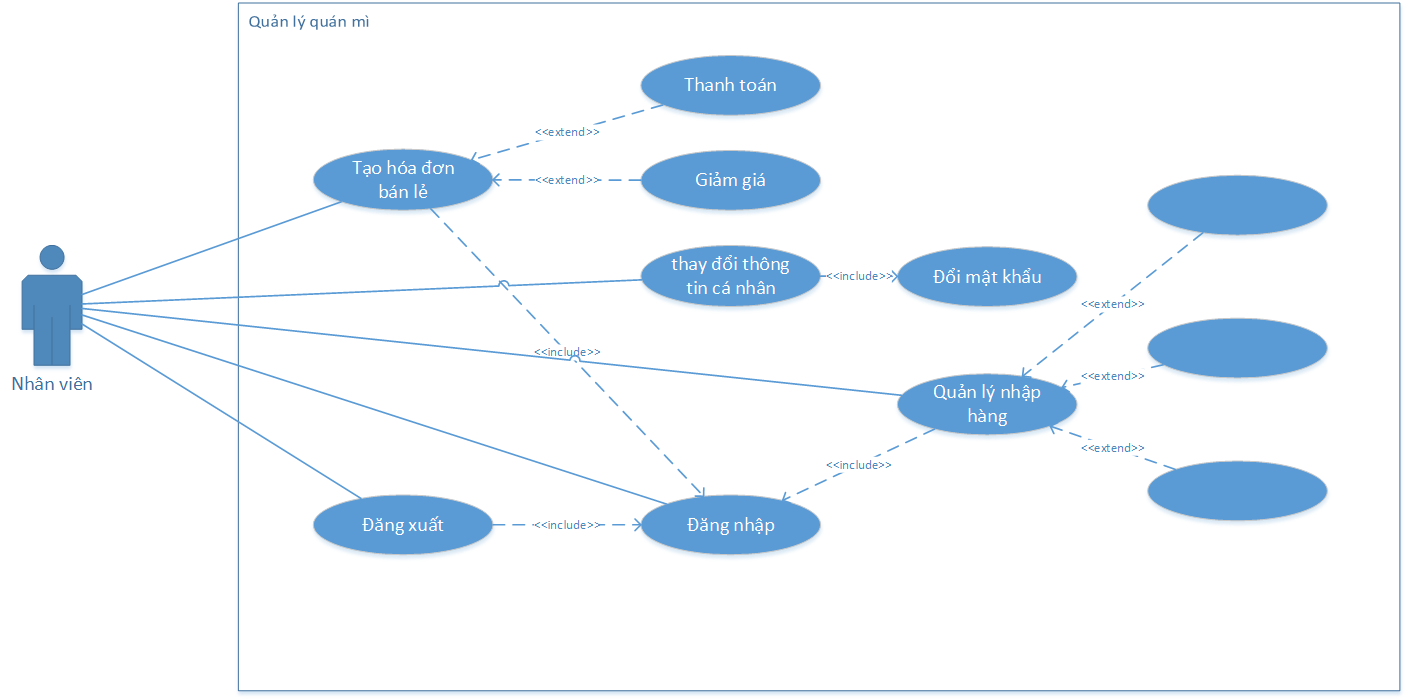 Quản lý quán mì
Thanh toán
<<extend>>
Tạo hóa đơn
bán lẻ
<<extend>>
Giảm giá
thay đổi thông
tin cá nhân
<<include>>
Đổi mật khẩu
<<extend>>
<<include>>
<<extend>>
Nhân viên
Quản lý nhập
hàng
<<extend>>
<<include>>
Đăng xuất
<<include>>
Đăng nhập